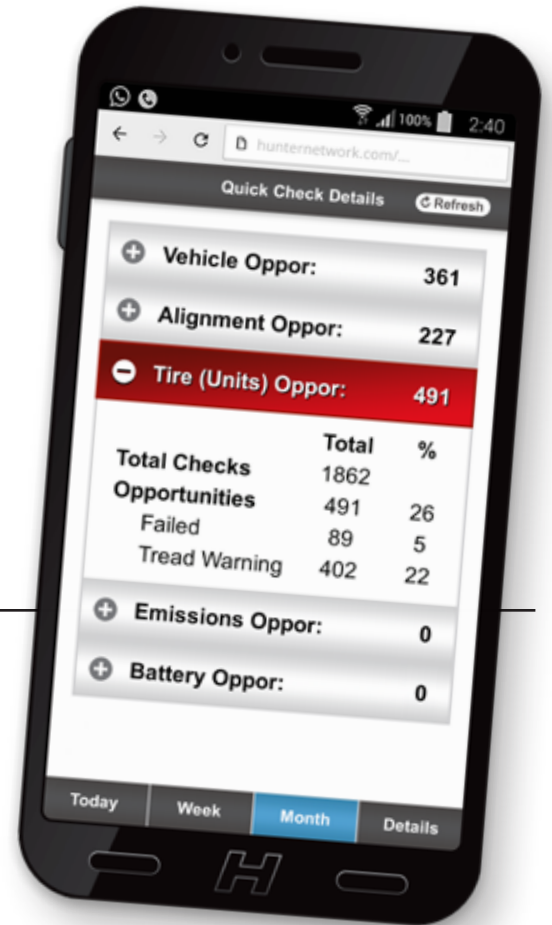 100% 2:40
hunternetwork.com/...
Quick Check Details Refresh
Vehicle Oppor: 361
Alignment Oppor: 227
Tire (Units) Oppor: 491
Total %
Total Checks 1862
Opportunities 491 26
Failed 89 5
Tread Warning 402 22
Emissions Oppor: 0
Battery Oppor: 0
Today Week Month Details
H